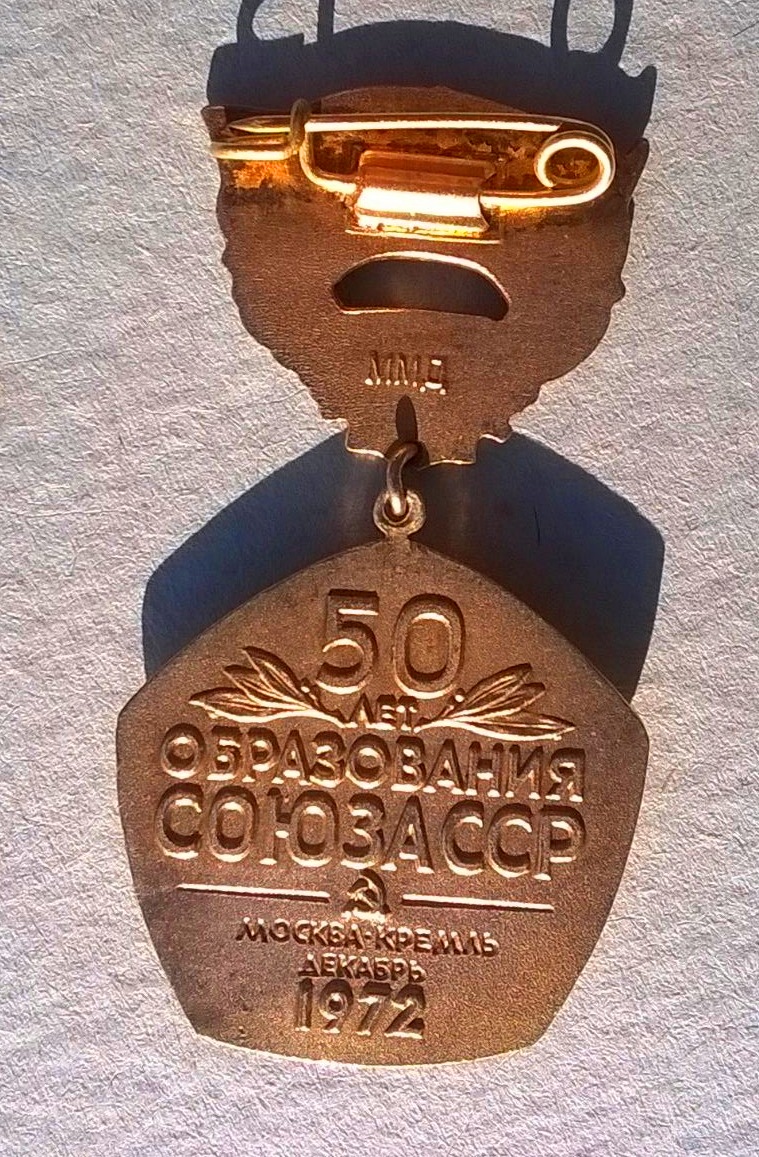 ММД
50
ЛЕТ
ОБРАЗОВАНИЯ
СОЮЗА ССР
МОСКВА-КРЕМЛЬ
ДЕКАБРЬ
1972